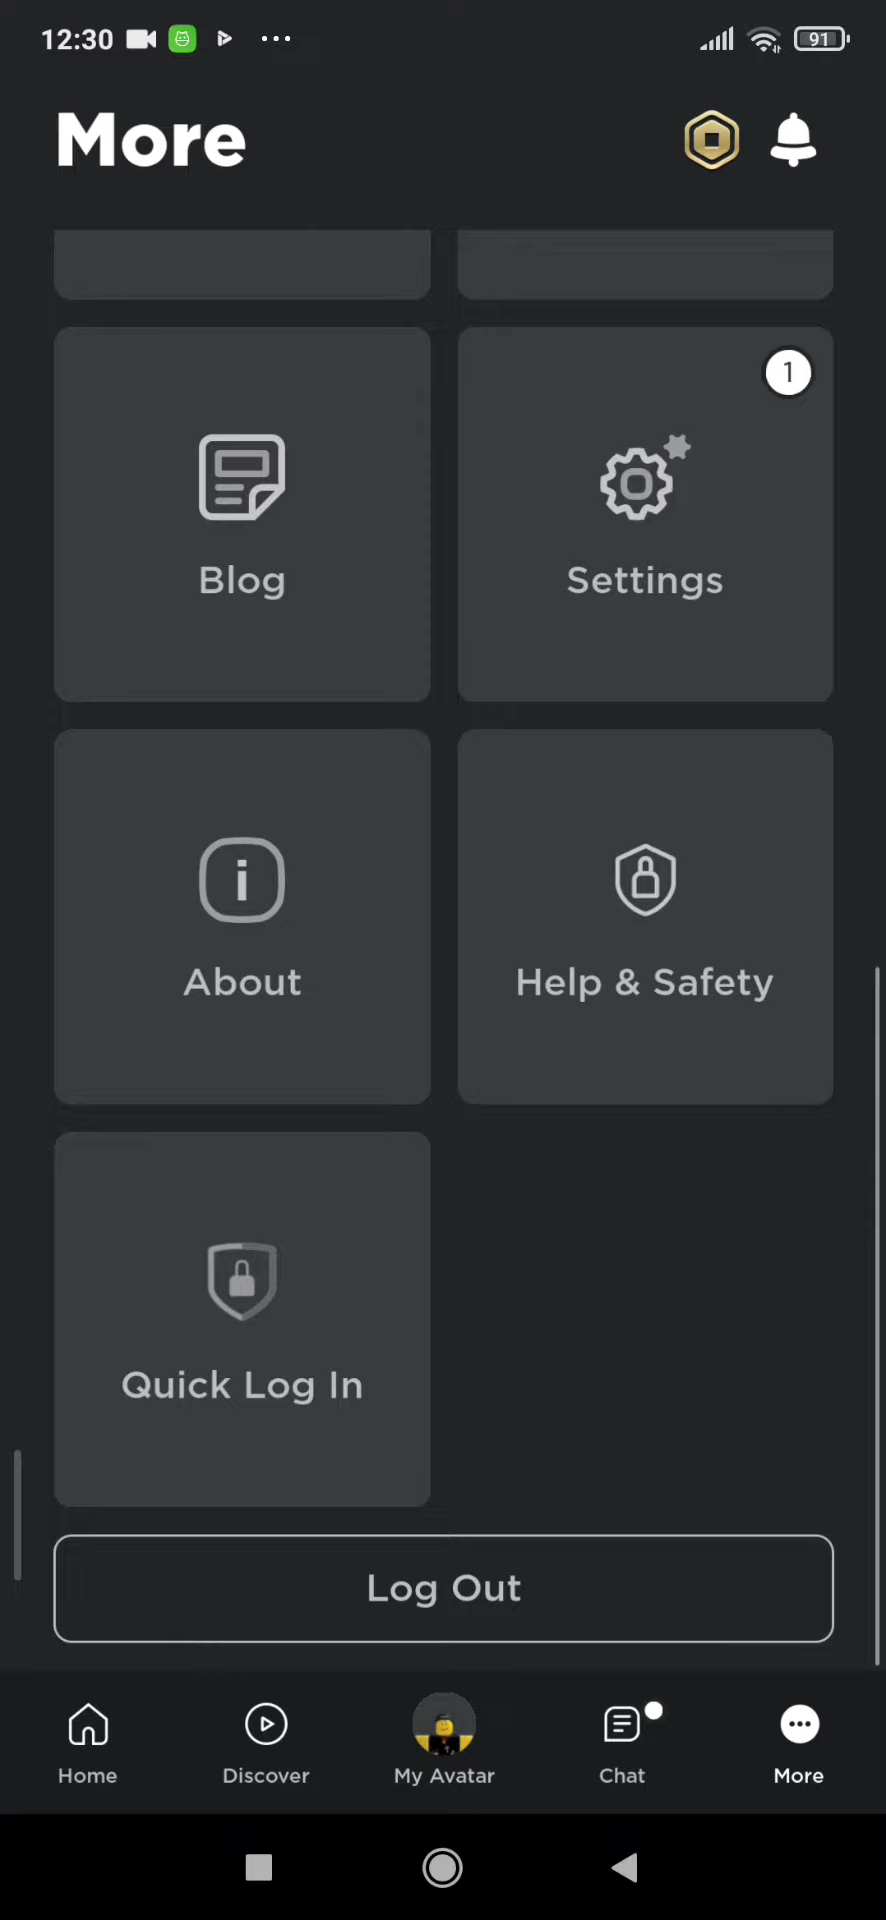 12:30
91
More
1
Blog
Settings
About
Help & Safety
Quick Log In
Log Out
Home
Discover
My Avatar
Chat
More